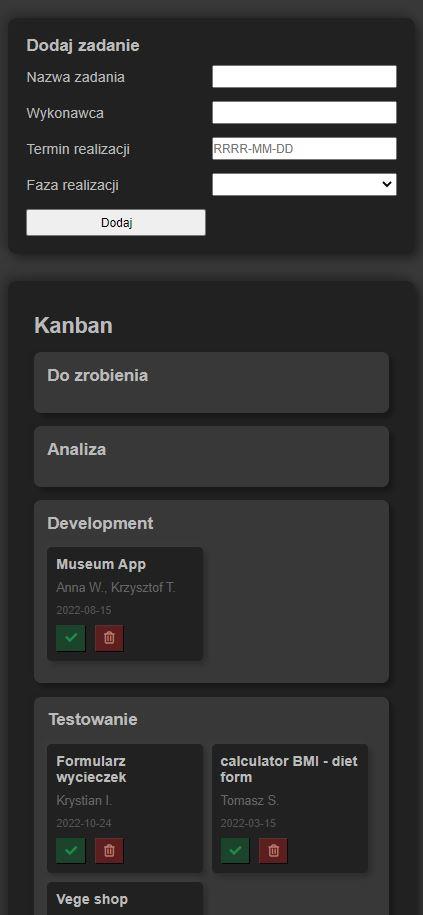 Dodaj zadanie
Nazwa zadania
Wykonawca
Termin realizacji
RRRR-MM-DD
Faza realizacji
Dodaj
Kanban
Do zrobienia
Analiza
Development
Museum App
Anna W., Krzysztof T.
2022-08-15
Testowanie
Formularz
wycieczek
Krystian I.
2022-10-24
calculator BMI - diet
form
Tomasz S.
2022-03-15
Vege shop